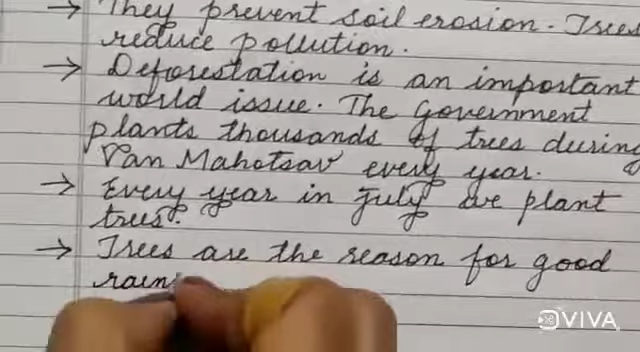 → They prevent soil erosion. Trees
reduce pollution.
→ Deforestation is an important
world issue. The Government
plants thousands of trees during
Van Mahotsav every year.
→ Every year in July we plant
trees.
→ Trees are the reason for good
rain
VIVA